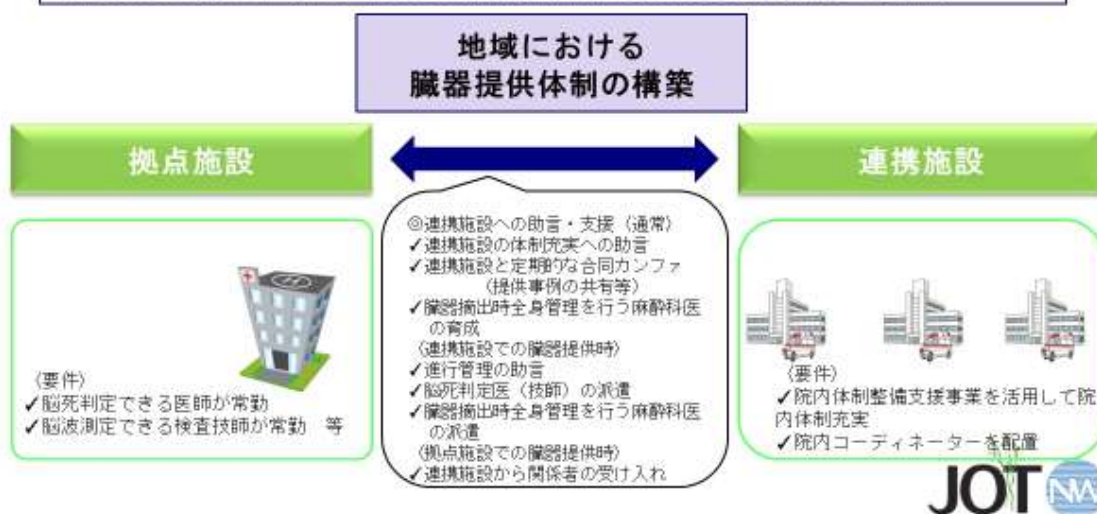 地域における
臓器提供体制の構築
拠点施設
連携施設
〈要件〉
✓脳死判定できる医師が常勤
✓脳波測定できる検査技師が常勤　等
◎連携施設への助言・支援（通常）
✓連携施設の体制充実への助言
✓連携施設と定期的な合同カンファ
（提供事例の共有等）
✓臓器摘出時全身管理を行う麻酔科医
の育成
〈連携施設での臓器提供時〉
✓進行管理の助言
✓脳死判定医（技師）の派遣
✓臓器摘出時全身管理を行う麻酔科医
の派遣
〈拠点施設での臓器提供時〉
✓連携施設から関係者の受け入れ
〈要件〉
✓院内体制整備支援事業を活用して院
内体制充実
✓院内コーディネーターを配置
JOT NW